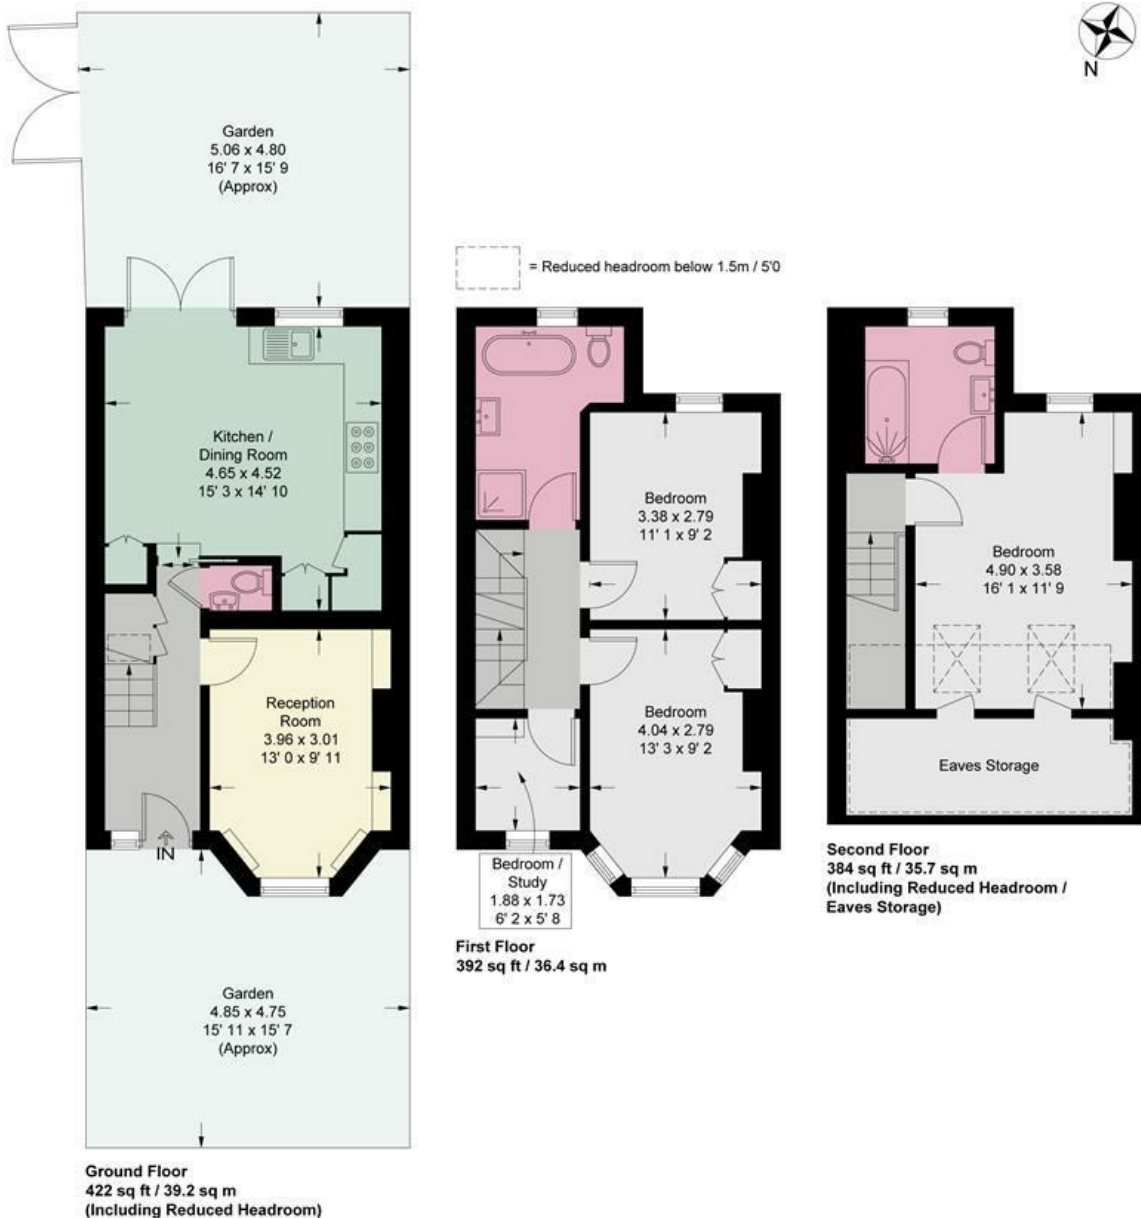 N
Garden
5.06 x 4.80
16' 7 x 15' 9
(Approx)
= Reduced headroom below 1.5m / 5'0
Kitchen /
Dining Room
4.65 x 4.52
15' 3 x 14' 10
Reception
Room
3.96 x 3.01
13' 0 x 9' 11
IN
Garden
4.85 x 4.75
15' 11 x 15' 7
(Approx)
Ground Floor
422 sq ft / 39.2 sq m
(Including Reduced Headroom)
Bedroom
3.38 x 2.79
11' 1 x 9' 2
Bedroom
4.04 x 2.79
13' 3 x 9' 2
Bedroom /
Study
1.88 x 1.73
6' 2 x 5' 8
First Floor
392 sq ft / 36.4 sq m
Bedroom
4.90 x 3.58
16' 1 x 11' 9
Eaves Storage
Second Floor
384 sq ft / 35.7 sq m
(Including Reduced Headroom /
Eaves Storage)